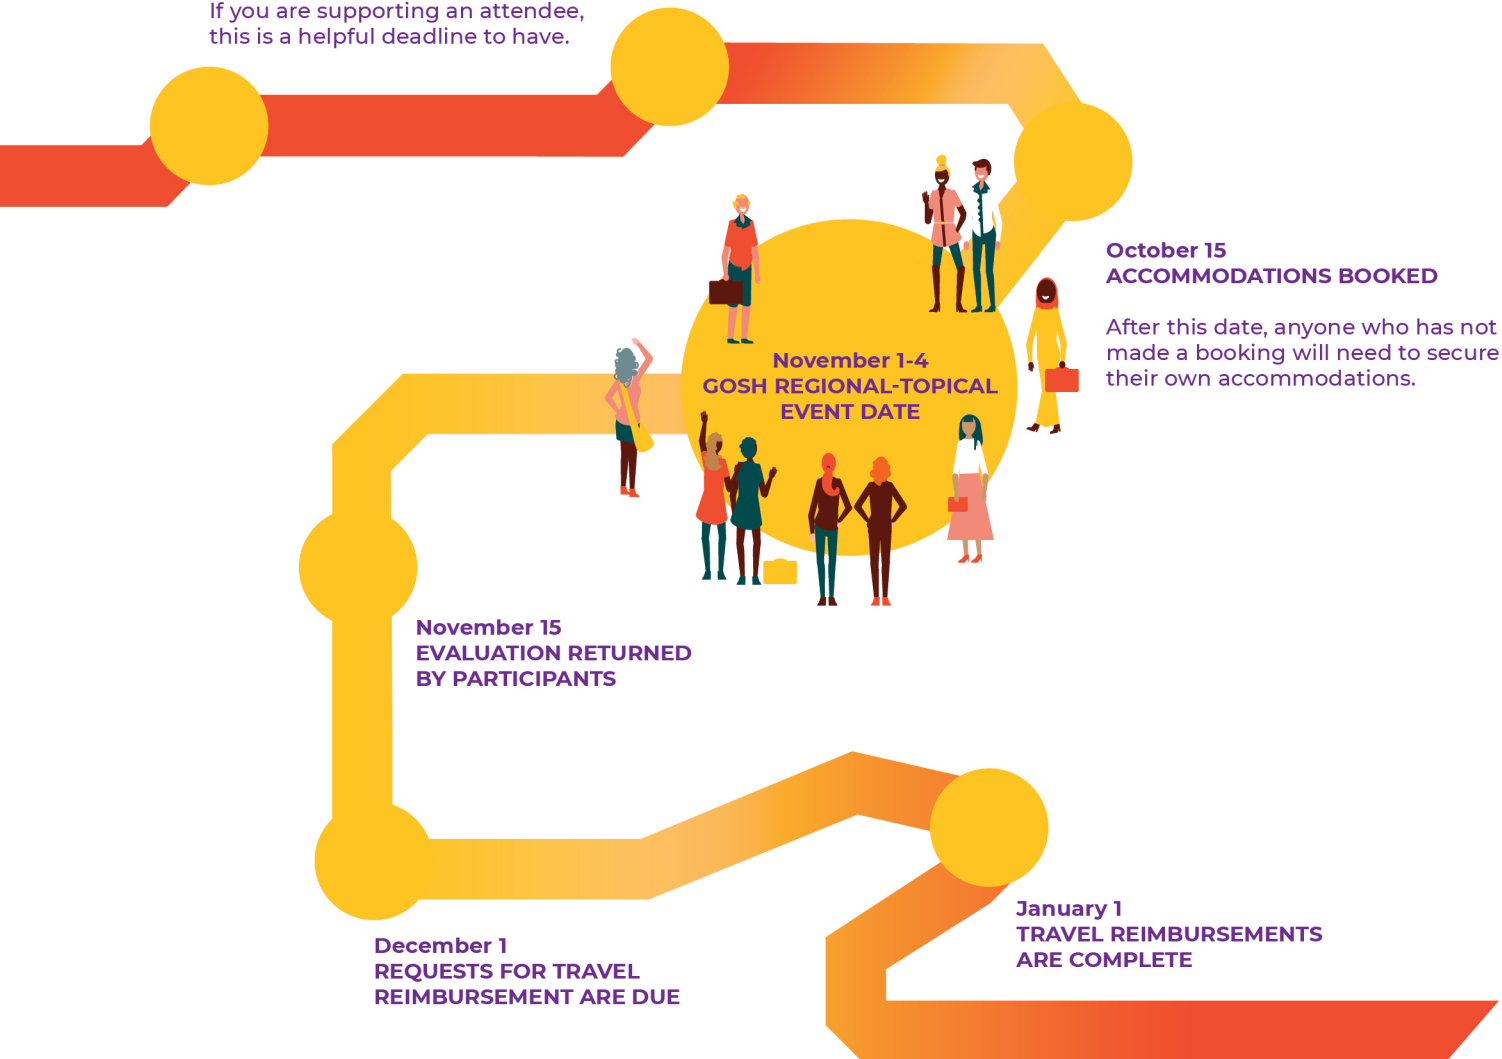 If you are supporting an attendee,
this is a helpful deadline to have.
October 15
ACCOMMODATIONS BOOKED
After this date, anyone who has not
made a booking will need to secure
their own accommodations.
November 1-4
GOSH REGIONAL-TOPICAL
EVENT DATE
November 15
EVALUATION RETURNED
BY PARTICIPANTS
December 1
REQUESTS FOR TRAVEL
REIMBURSEMENT ARE DUE
January 1
TRAVEL REIMBURSEMENTS
ARE COMPLETE